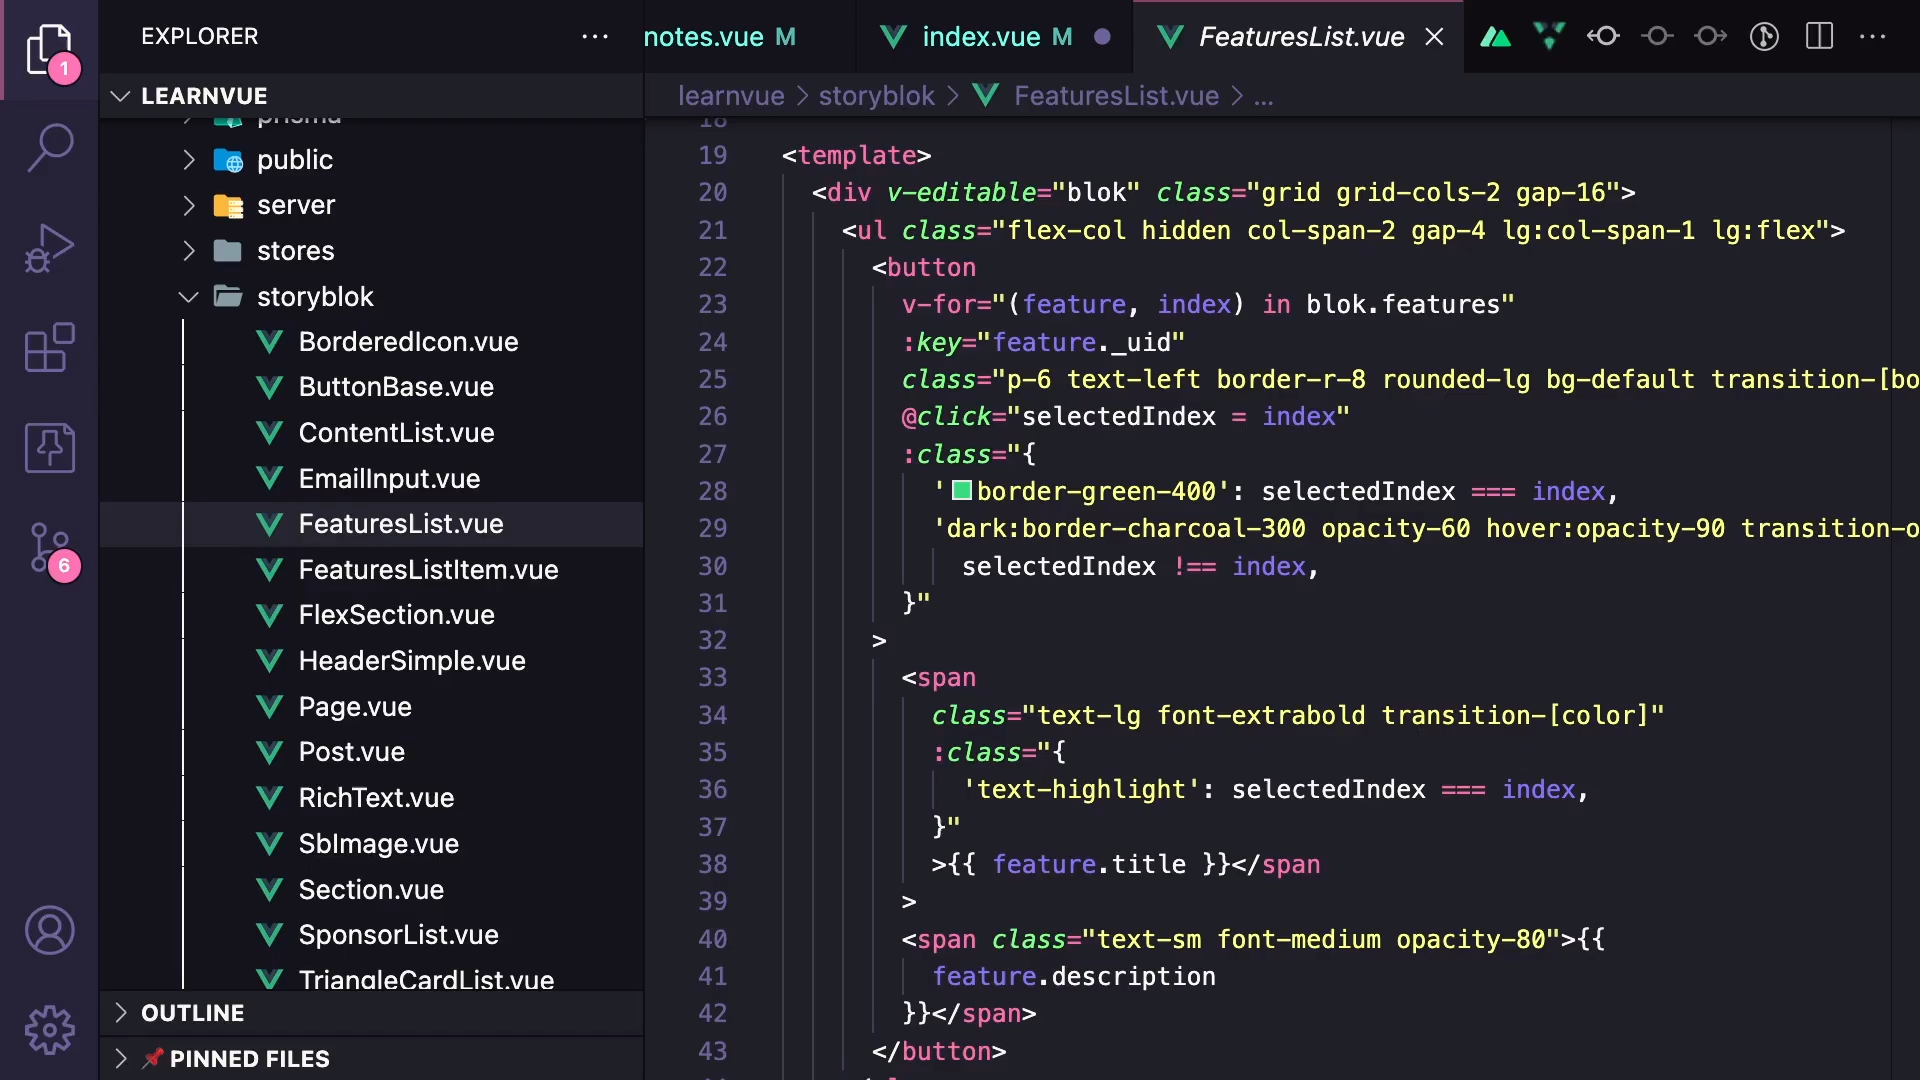 EXPLORER
notes.vue M
index.vue M
FeaturesList.vue
1
LEARNVUE
learnvue > storyblok > FeaturesList.vue > ...
prisma
public
server
stores
storyblok
BorderedIcon.vue
ButtonBase.vue
ContentList.vue
EmailInput.vue
FeaturesList.vue
6
FeaturesListItem.vue
FlexSection.vue
HeaderSimple.vue
Page.vue
Post.vue
RichText.vue
SbImage.vue
Section.vue
SponsorList.vue
TriangleCardList.vue
OUTLINE
PINNED FILES
18
19 <template>
20 <div v-editable="blok" class="grid grid-cols-2 gap-16">
21 <ul class="flex-col hidden col-span-2 gap-4 lg:col-span-1 lg:flex">
22 <button
23 v-for="(feature, index) in blok.features"
24 :key="feature._uid"
25 class="p-6 text-left border-r-8 rounded-lg bg-default transition-[bo
26 @click="selectedIndex = index"
27 :class="{
28 'border-green-400': selectedIndex === index,
29 'dark:border-charcoal-300 opacity-60 hover:opacity-90 transition-o
30 selectedIndex !== index,
31 }"
32 >
33 <span
34 class="text-lg font-extrabold transition-[color]"
35 :class="{
36 'text-highlight': selectedIndex === index,
37 }"
38 >{{ feature.title }}</span
39 >
40 <span class="text-sm font-medium opacity-80">{{
41 feature.description
42 }}</span>
43 </button>